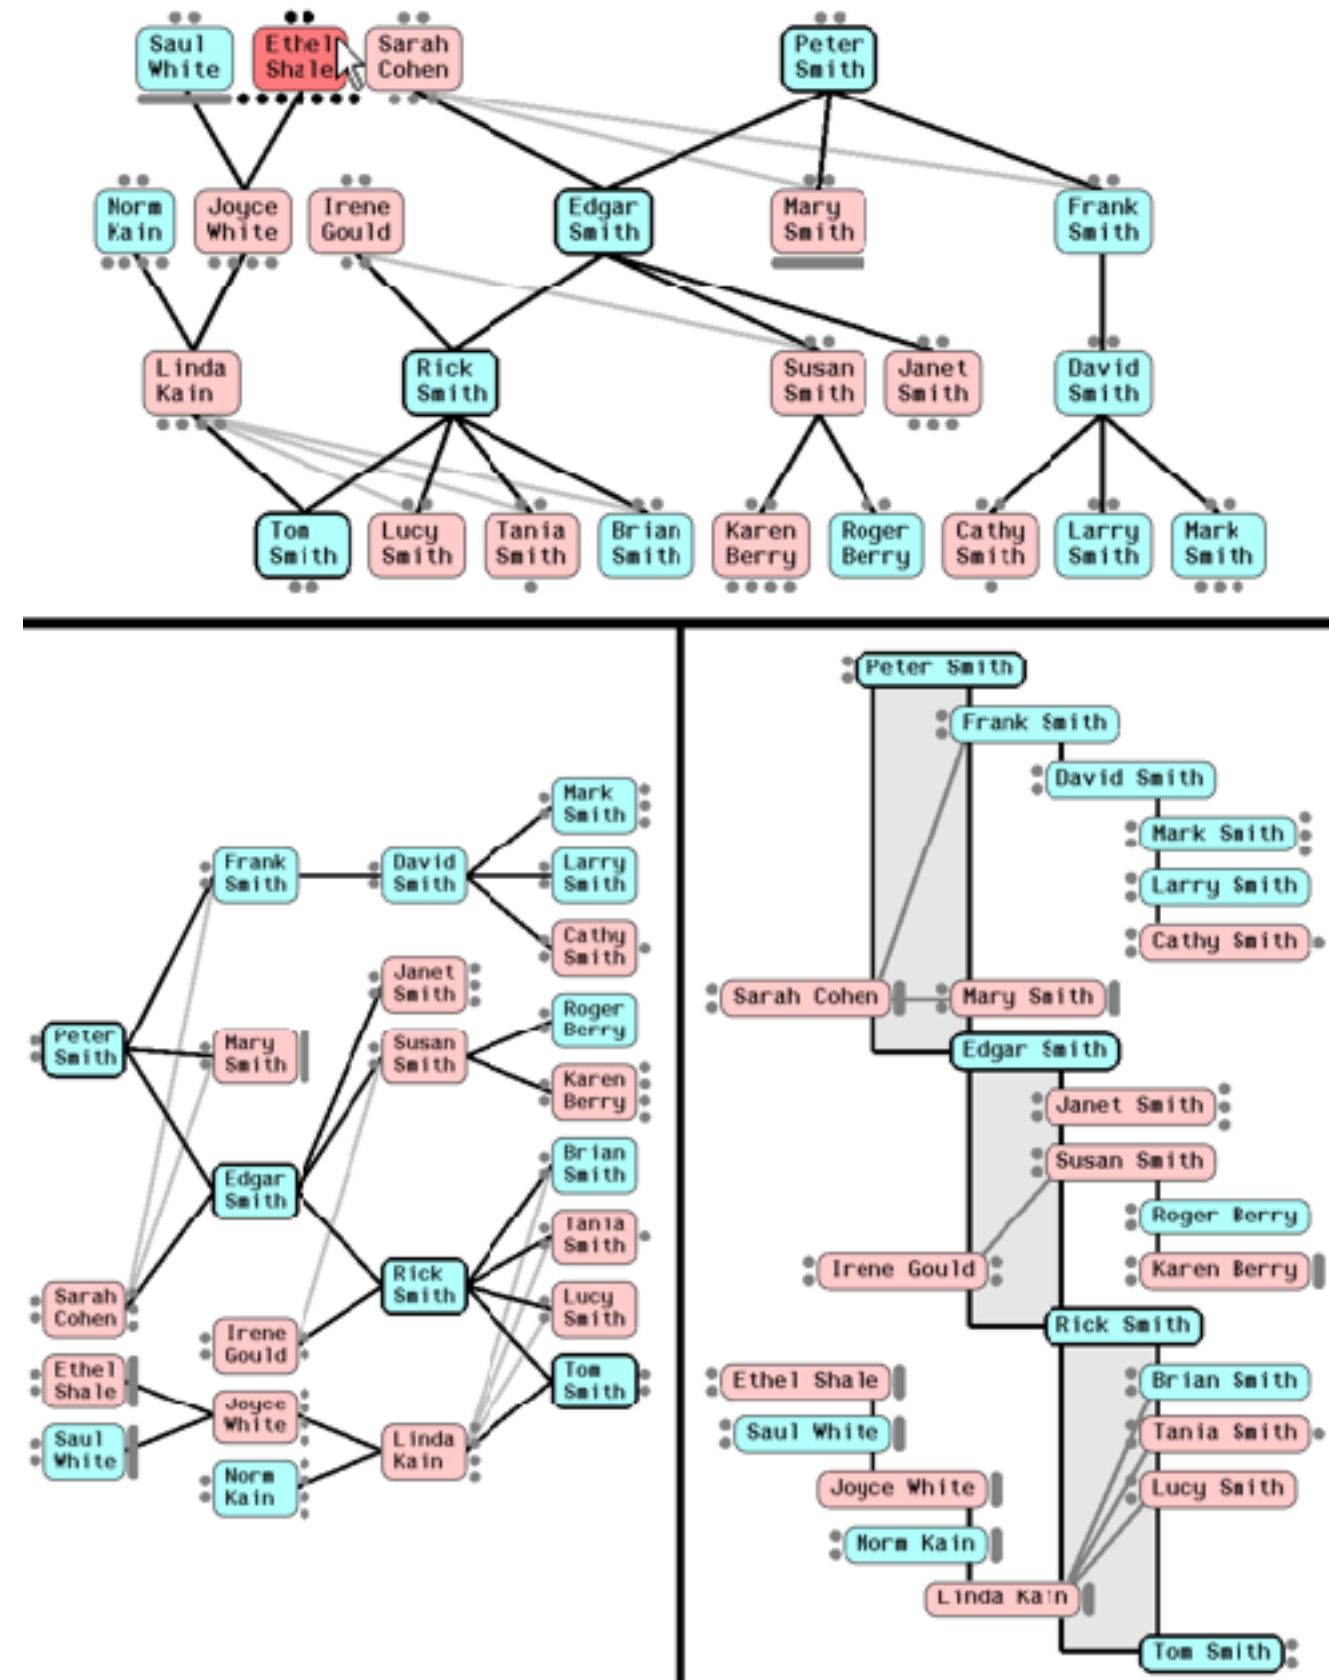 Saul
White
Ethel
Shale
Sarah
Cohen
Peter
Smith
Norm
Kain
Joyce
White
Irene
Gould
Edgar
Smith
Mary
Smith
Frank
Smith
Linda
Kain
Rick
Smith
Susan
Smith
Janet
Smith
David
Smith
Tom
Smith
Lucy
Smith
Tania
Smith
Brian
Smith
Karen
Berry
Roger
Berry
Cathy
Smith
Larry
Smith
Mark
Smith
Mark
Smith
Frank
Smith
David
Smith
Larry
Smith
Cathy
Smith
Janet
Smith
Roger
Berry
Peter
Smith
Mary
Smith
Susan
Smith
Karen
Berry
Brian
Smith
Edgar
Smith
Tania
Smith
Rick
Smith
Sarah
Cohen
Lucy
Smith
Irene
Gould
Ethel
Shale
Tom
Smith
Joyce
White
Saul
White
Linda
Kain
Norm
Kain
Peter Smith
Frank Smith
David Smith
Mark Smith
Larry Smith
Cathy Smith
Sarah Cohen
Mary Smith
Edgar Smith
Janet Smith
Susan Smith
Roger Berry
Irene Gould
Karen Berry
Rick Smith
Ethel Shale
Brian Smith
Saul White
Tania Smith
Joyce White
Lucy Smith
Norm Kain
Linda Kain
Tom Smith